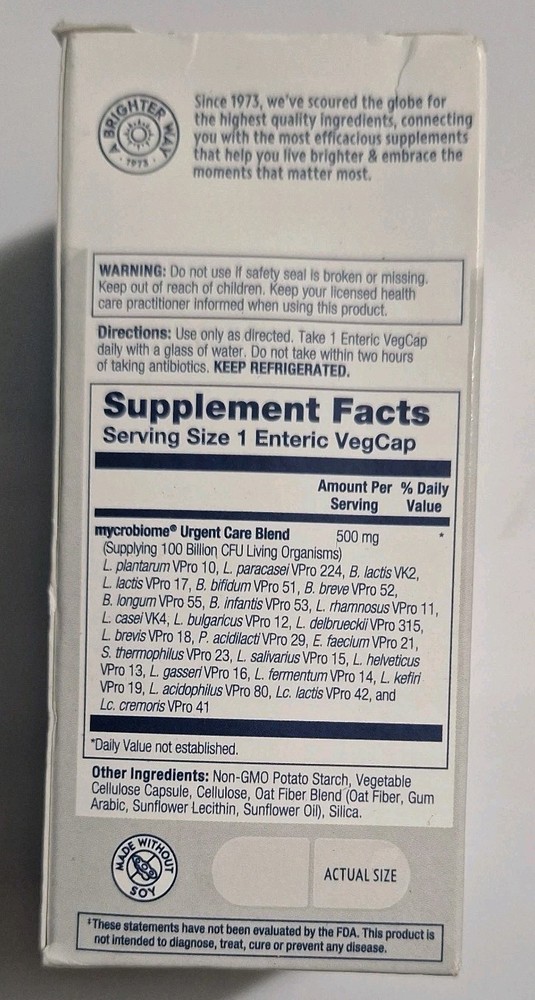 A BRIGHTER WAY
· 1973 ·
Since 1973, we've scoured the globe for
the highest quality ingredients, connecting
you with the most efficacious supplements
that help you live brighter & embrace the
moments that matter most.
WARNING: Do not use if safety seal is broken or missing.
Keep out of reach of children. Keep your licensed health
care practitioner informed when using this product.
Directions: Use only as directed. Take 1 Enteric VegCap
daily with a glass of water. Do not take within two hours
of taking antibiotics. KEEP REFRIGERATED.
Supplement Facts
Serving Size 1 Enteric VegCap
Amount Per % Daily
Serving Value
mycrobiome® Urgent Care Blend 500 mg *
(Supplying 100 Billion CFU Living Organisms)
L. plantarum VPro 10, L. paracasei VPro 224, B. lactis VK2,
L. lactis VPro 17, B. bifidum VPro 51, B. breve VPro 52,
B. longum VPro 55, B. infantis VPro 53, L. rhamnosus VPro 11,
L. casei VK4, L. bulgaricus VPro 12, L. delbrueckii VPro 315,
L. brevis VPro 18, P. acidilacti VPro 29, E. faecium VPro 21,
S. thermophilus VPro 23, L. salivarius VPro 15, L. helveticus
VPro 13, L. gasseri VPro 16, L. fermentum VPro 14, L. kefiri
VPro 19, L. acidophilus VPro 80, Lc. lactis VPro 42, and
Lc. cremoris VPro 41
*Daily Value not established.
Other Ingredients: Non-GMO Potato Starch, Vegetable
Cellulose Capsule, Cellulose, Oat Fiber Blend (Oat Fiber, Gum
Arabic, Sunflower Lecithin, Sunflower Oil), Silica.
MADE WITHOUT
SOY
ACTUAL SIZE
‡These statements have not been evaluated by the FDA. This product is
not intended to diagnose, treat, cure or prevent any disease.